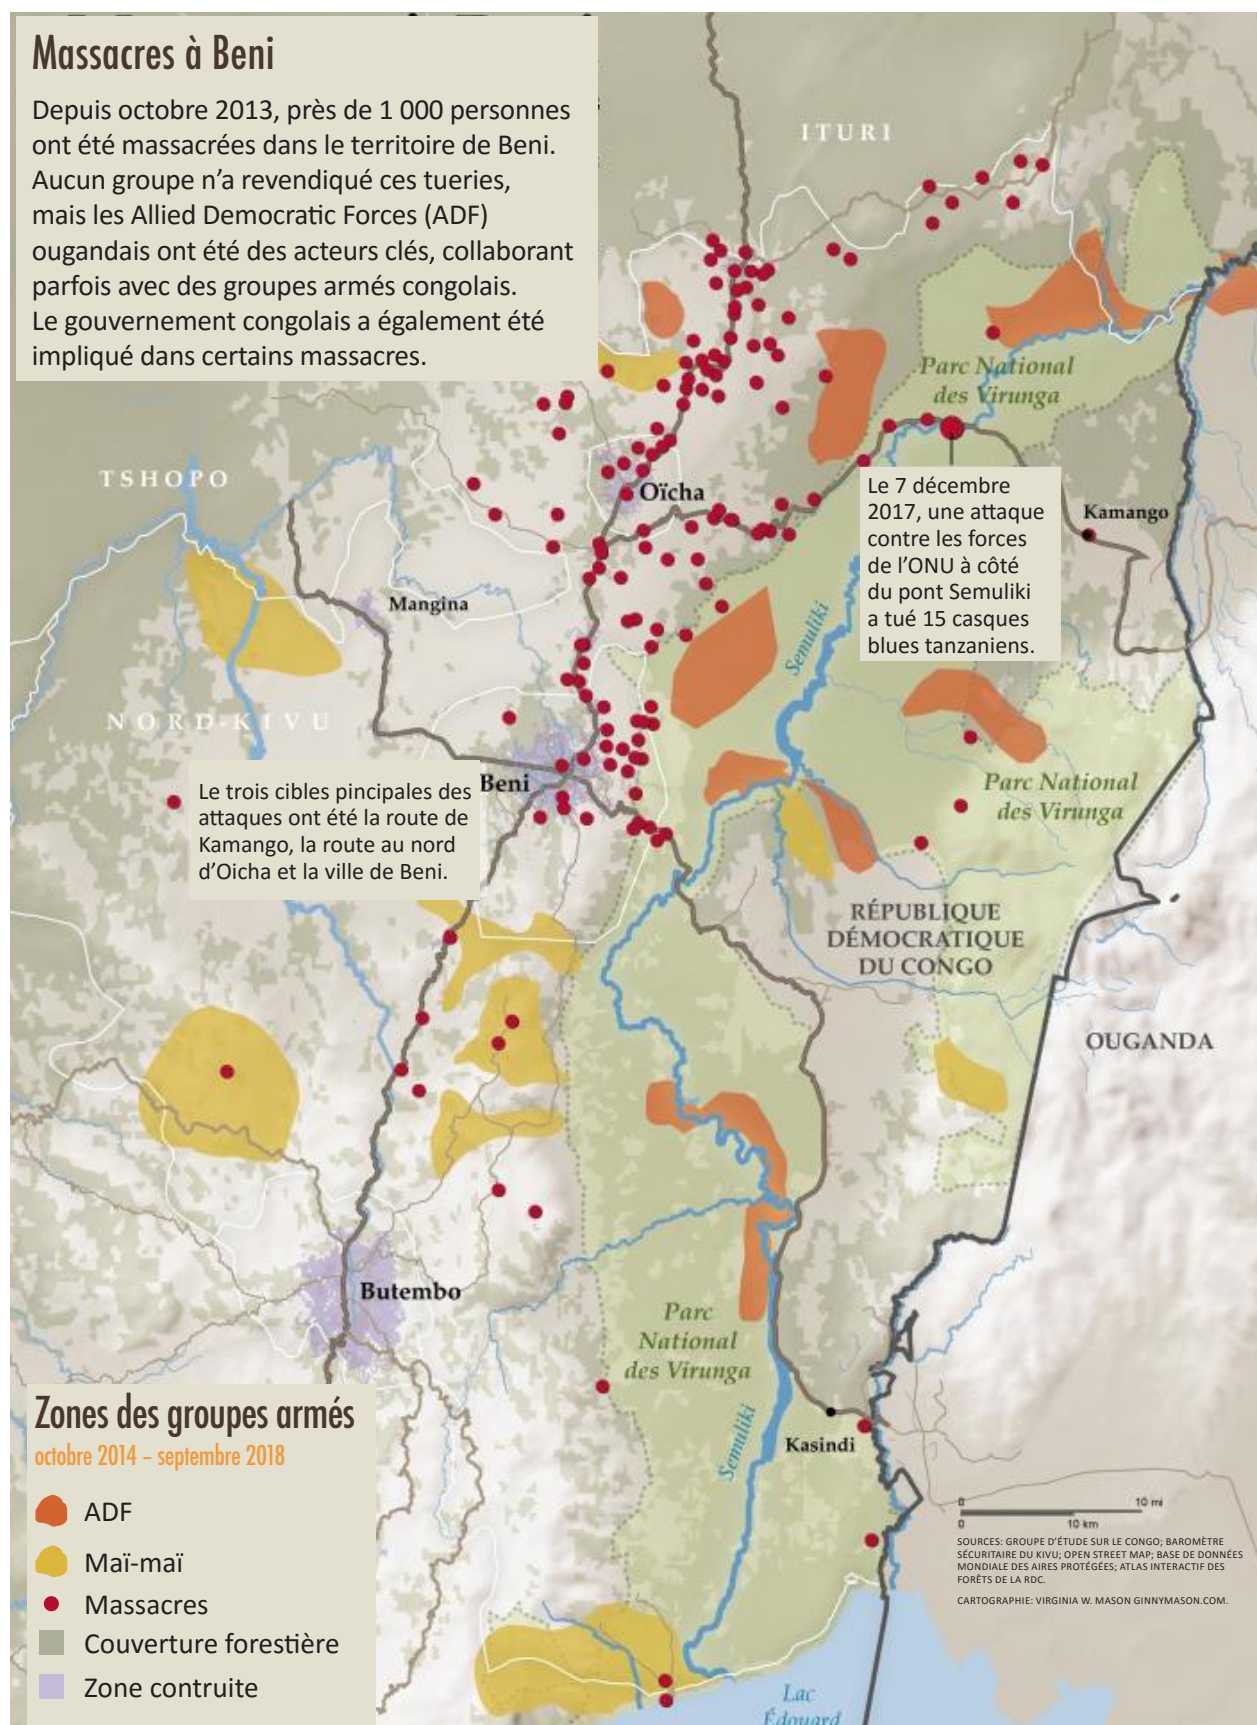 Massacres à Beni
Depuis octobre 2013, près de 1 000 personnes
ont été massacrées dans le territoire de Beni.
Aucun groupe n’a revendiqué ces tueries,
mais les Allied Democratic Forces (ADF)
ougandais ont été des acteurs clés, collaborant
parfois avec des groupes armés congolais.
Le gouvernement congolais a également été
impliqué dans certains massacres.
ITURI
Parc National
des Virunga
TSHOPO
Oïcha
Le 7 décembre
2017, une attaque
contre les forces
de l’ONU à côté
du pont Semuliki
a tué 15 casques
blues tanzaniens.
Kamango
Mangina
Semuliki
NORD-KIVU
Beni
Le trois cibles pincipales des
attaques ont été la route de
Kamango, la route au nord
d’Oicha et la ville de Beni.
Parc National
des Virunga
RÉPUBLIQUE
DÉMOCRATIQUE
DU CONGO
OUGANDA
Butembo
Parc
National
des Virunga
Semuliki
Kasindi
Zones des groupes armés
octobre 2014 – septembre 2018
ADF
Maï-maï
Massacres
Couverture forestière
Zone contruite
0 10 mi
0 10 km
SOURCES: GROUPE D’ÉTUDE SUR LE CONGO; BAROMÈTRE
SÉCURITAIRE DU KIVU; OPEN STREET MAP; BASE DE DONNÉES
MONDIALE DES AIRES PROTÉGÉES; ATLAS INTERACTIF DES
FORÊTS DE LA RDC.
CARTOGRAPHIE: VIRGINIA W. MASON GINNYMASON.COM.
Lac
Édouard